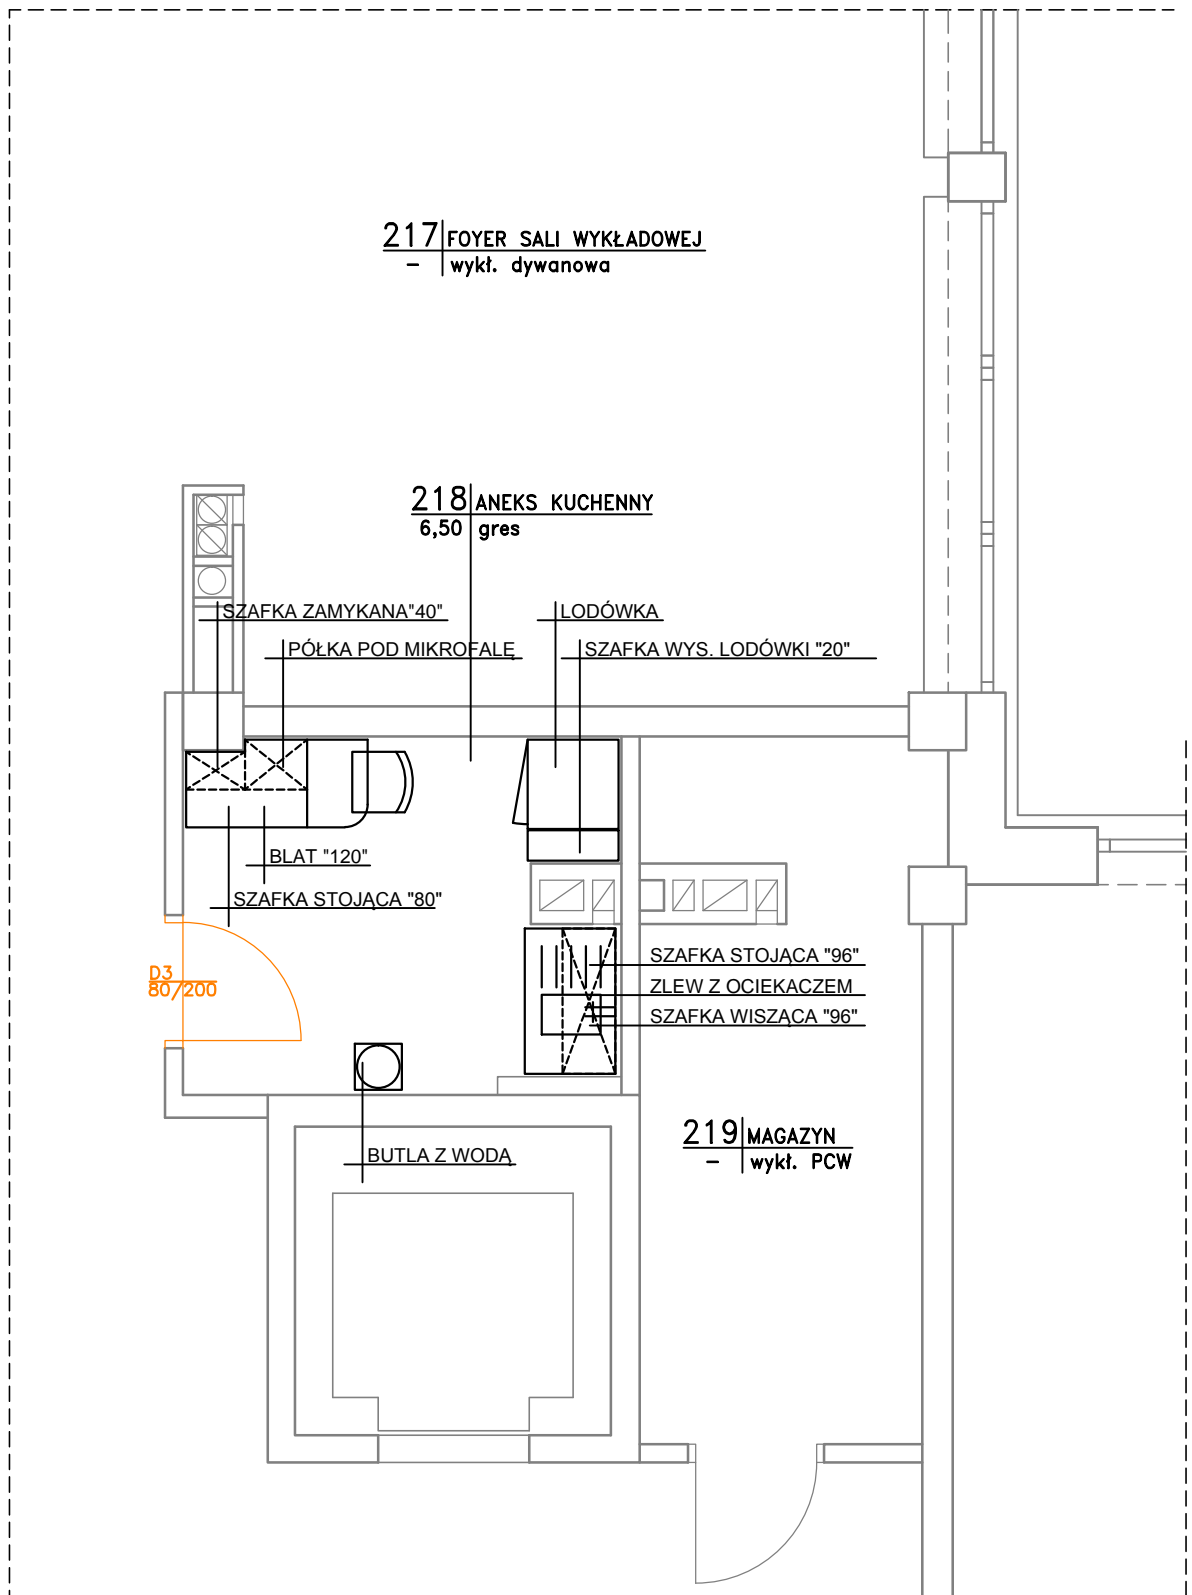 217 FOYER SALI WYKŁADOWEJ
- wykł. dywanowa
218 ANEKS KUCHENNY
6,50 gres
SZAFKA ZAMYKANA"40"
LODÓWKA
PÓŁKA POD MIKROFALĘ
SZAFKA WYS. LODÓWKI "20"
BLAT "120"
SZAFKA STOJĄCA "80"
SZAFKA STOJĄCA "96"
D3
80/200
ZLEW Z OCIEKACZEM
SZAFKA WISZĄCA "96"
219 MAGAZYN
- wykł. PCW
BUTLA Z WODĄ